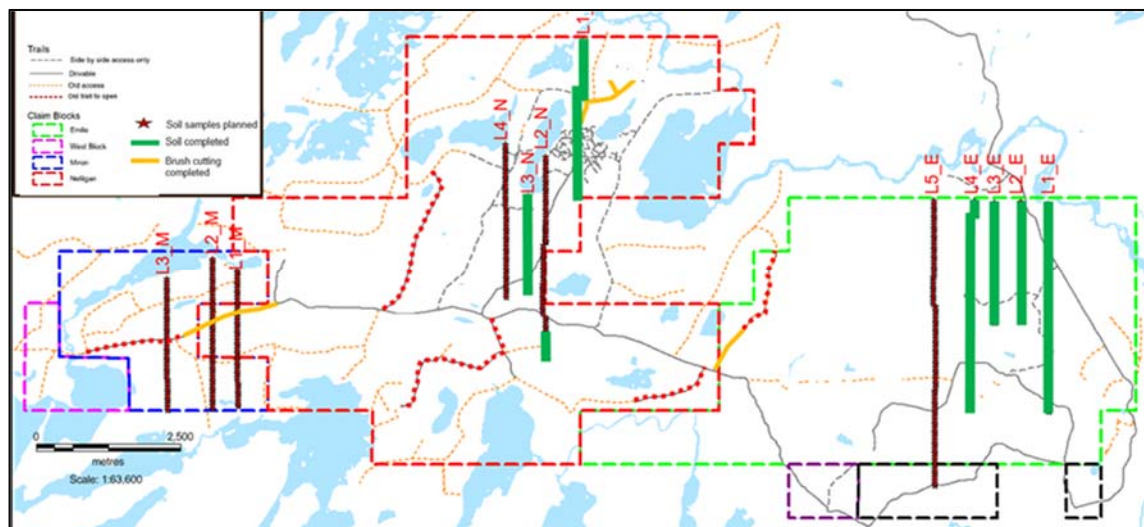 Trails
Side by side access only
Drivable
Old access
Old trail to open
Claim Blocks
Emile
West Block
Miron
Nelligan
Soil samples planned
Soil completed
Brush cutting
completed
L1_
L4_N
L3_N
L2_N
L5_E
L4_E
L3_E
L2_E
L1_E
L3_M
L2_M
L1_M
0 2,500
metres
Scale: 1:63,600